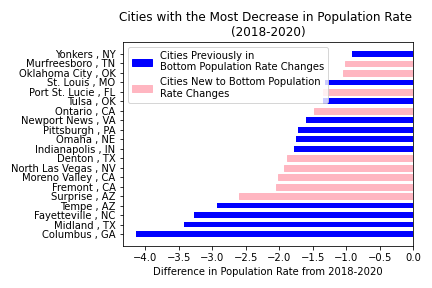 Cities with the Most Decrease in Population Rate
(2018-2020)
Yonkers , NY
Murfreesboro , TN
Oklahoma City , OK
St. Louis , MO
Port St. Lucie , FL
Tulsa , OK
Ontario , CA
Newport News , VA
Pittsburgh , PA
Omaha , NE
Indianapolis , IN
Denton , TX
North Las Vegas , NV
Moreno Valley , CA
Fremont , CA
Surprise , AZ
Tempe , AZ
Fayetteville , NC
Midland , TX
Columbus , GA
Cities Previously in
Bottom Population Rate Changes
Cities New to Bottom Population
Rate Changes
−4.0 −3.5 −3.0 −2.5 −2.0 −1.5 −1.0 −0.5 0.0
Difference in Population Rate from 2018-2020